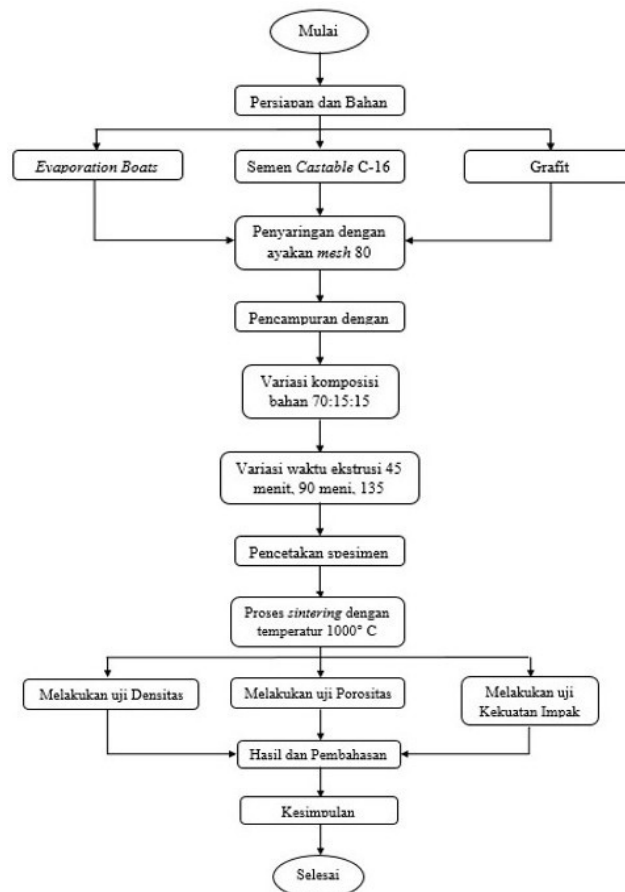 Mulai
Persiapan dan Bahan
Evaporation Boats
Semen Castable C-16
Grafit
Penyaringan dengan
ayakan mesh 80
Pencampuran dengan
Variasi komposisi
bahan 70:15:15
Variasi waktu ekstrusi 45
menit, 90 meni, 135
Pencetakan spesimen
Proses sintering dengan
temperatur 1000° C
Melakukan uji Densitas
Melakukan uji Porositas
Melakukan uji
Kekuatan Impak
Hasil dan Pembahasan
Kesimpulan
Selesai